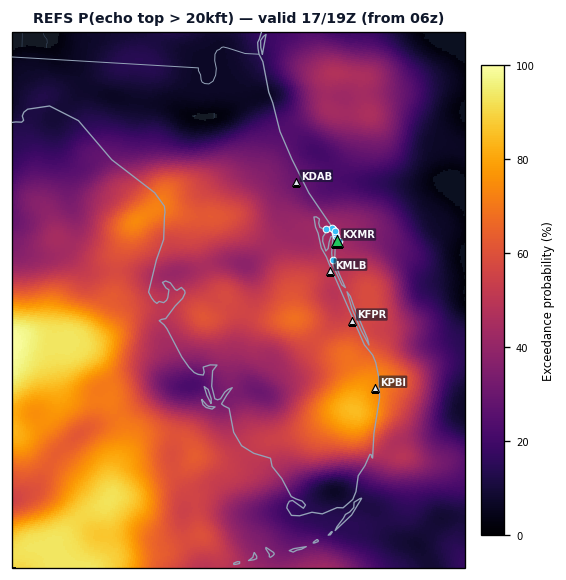 REFS P(echo top > 20kft) — valid 17/19Z (from 06z)
KDAB
KXMR
KMLB
KFPR
KPBI
100
80
60
40
20
0
Exceedance probability (%)